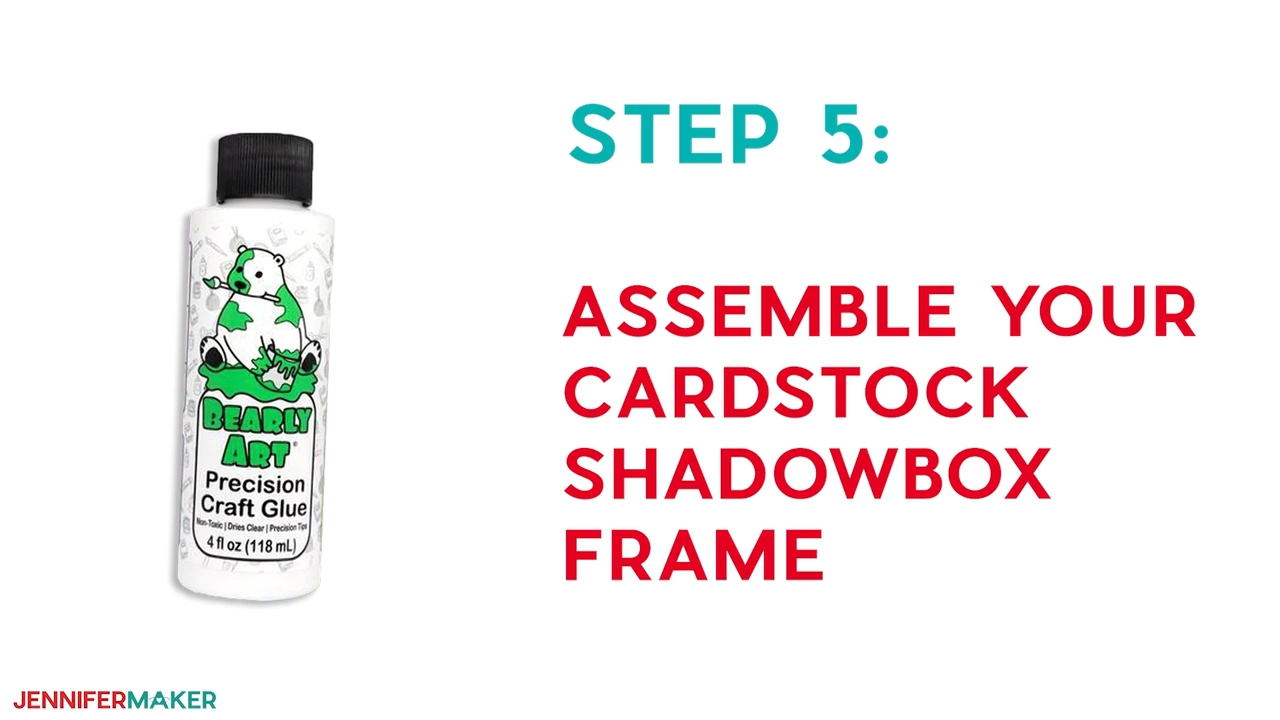 STEP 5:
ASSEMBLE YOUR
CARDSTOCK
SHADOWBOX
FRAME
BEARLY
ART®
Precision
Craft Glue
Non-Toxic | Dries Clear | Precision Tips
4 fl oz (118 mL)
JENNIFERMAKER